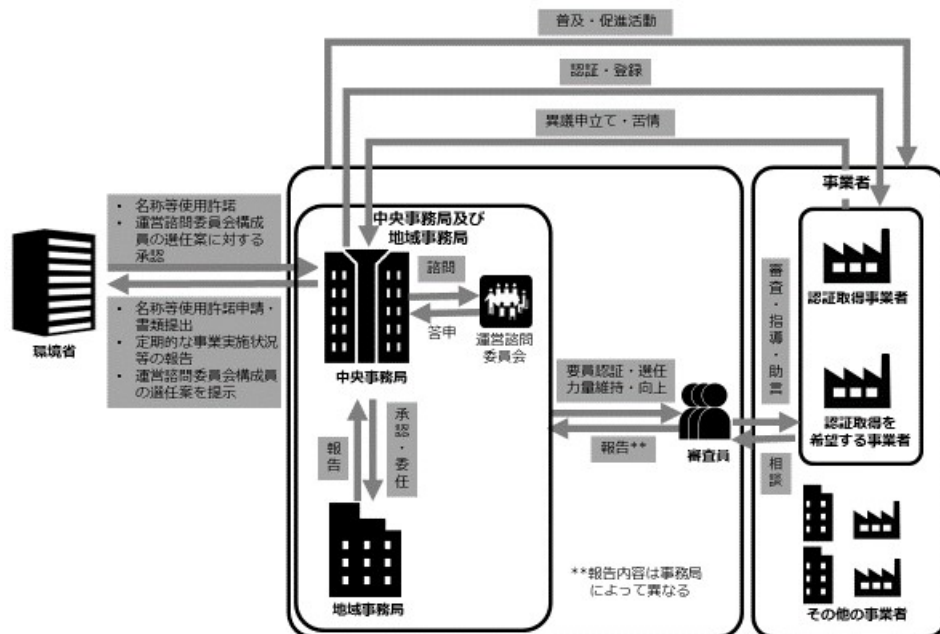 普及・促進活動
認証・登録
異議申立て・苦情
• 名称等使用許諾
• 運営諮問委員会構成
員の選任案に対する
承認
• 名称等使用許諾申請・
書類提出
• 定期的な事業実施状況
等の報告
• 運営諮問委員会構成員
の選任案を提示
環境省
中央事務局及び
地域事務局
諮問
答申
運営諮問
委員会
中央事務局
報告
承認・委任
地域事務局
要員認証・選任
力量維持・向上
報告**
審査員
**報告内容は事務局
によって異なる
審査・指導・助言
相談
事業者
認証取得事業者
認証取得を
希望する事業者
その他の事業者